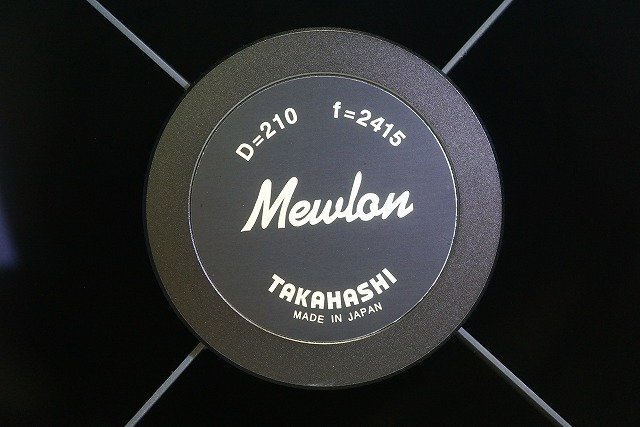 D=210 f=2415
Mewlon
TAKAHASHI
MADE IN JAPAN